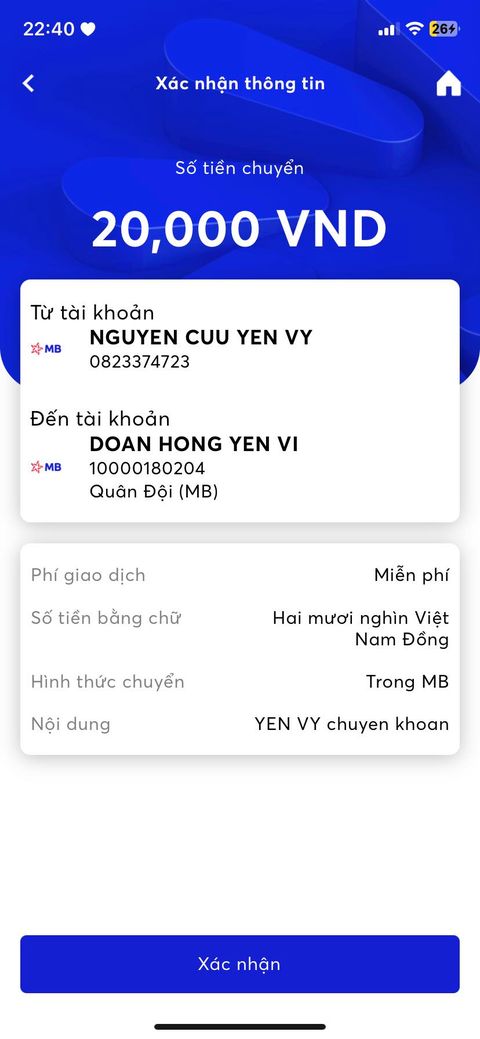 22:40
26
Xác nhận thông tin
Số tiền chuyển
20,000 VND
Từ tài khoản
MB
NGUYEN CUU YEN VY
0823374723
Đến tài khoản
MB
DOAN HONG YEN VI
10000180204
Quân Đội (MB)
Phí giao dịch Miễn phí
Số tiền bằng chữ Hai mươi nghìn Việt
Nam Đồng
Hình thức chuyển Trong MB
Nội dung YEN VY chuyen khoan
Xác nhận